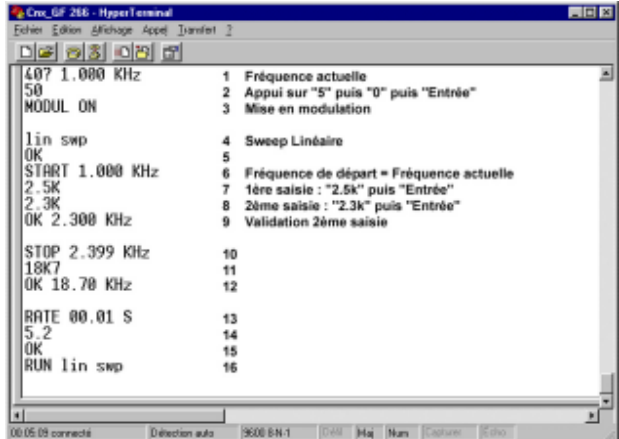 Cnx_GF 266 - HyperTerminal
Fichier Edition Affichage Appel Transfert ?
40? 1.000 KHz 1 Fréquence actuelle
50 2 Appui sur "5" puis "0" puis "Entrée"
MODUL ON 3 Mise en modulation
lin swp 4 Sweep Linéaire
OK 5
START 1.000 KHz 6 Fréquence de départ = Fréquence actuelle
2.5K 7 1ère saisie : "2.5k" puis "Entrée"
2.3K 8 2ème saisie : "2.3k" puis "Entrée"
OK 2.300 KHz 9 Validation 2ème saisie
STOP 2.399 KHz 10
18K7 11
OK 18.70 KHz 12
RATE 00.01 S 13
5.2 14
OK 15
RUN lin swp 16
00:05:09 connecté Détection auto 9600 8-N-1 Défil Maj Num Capturer Echo